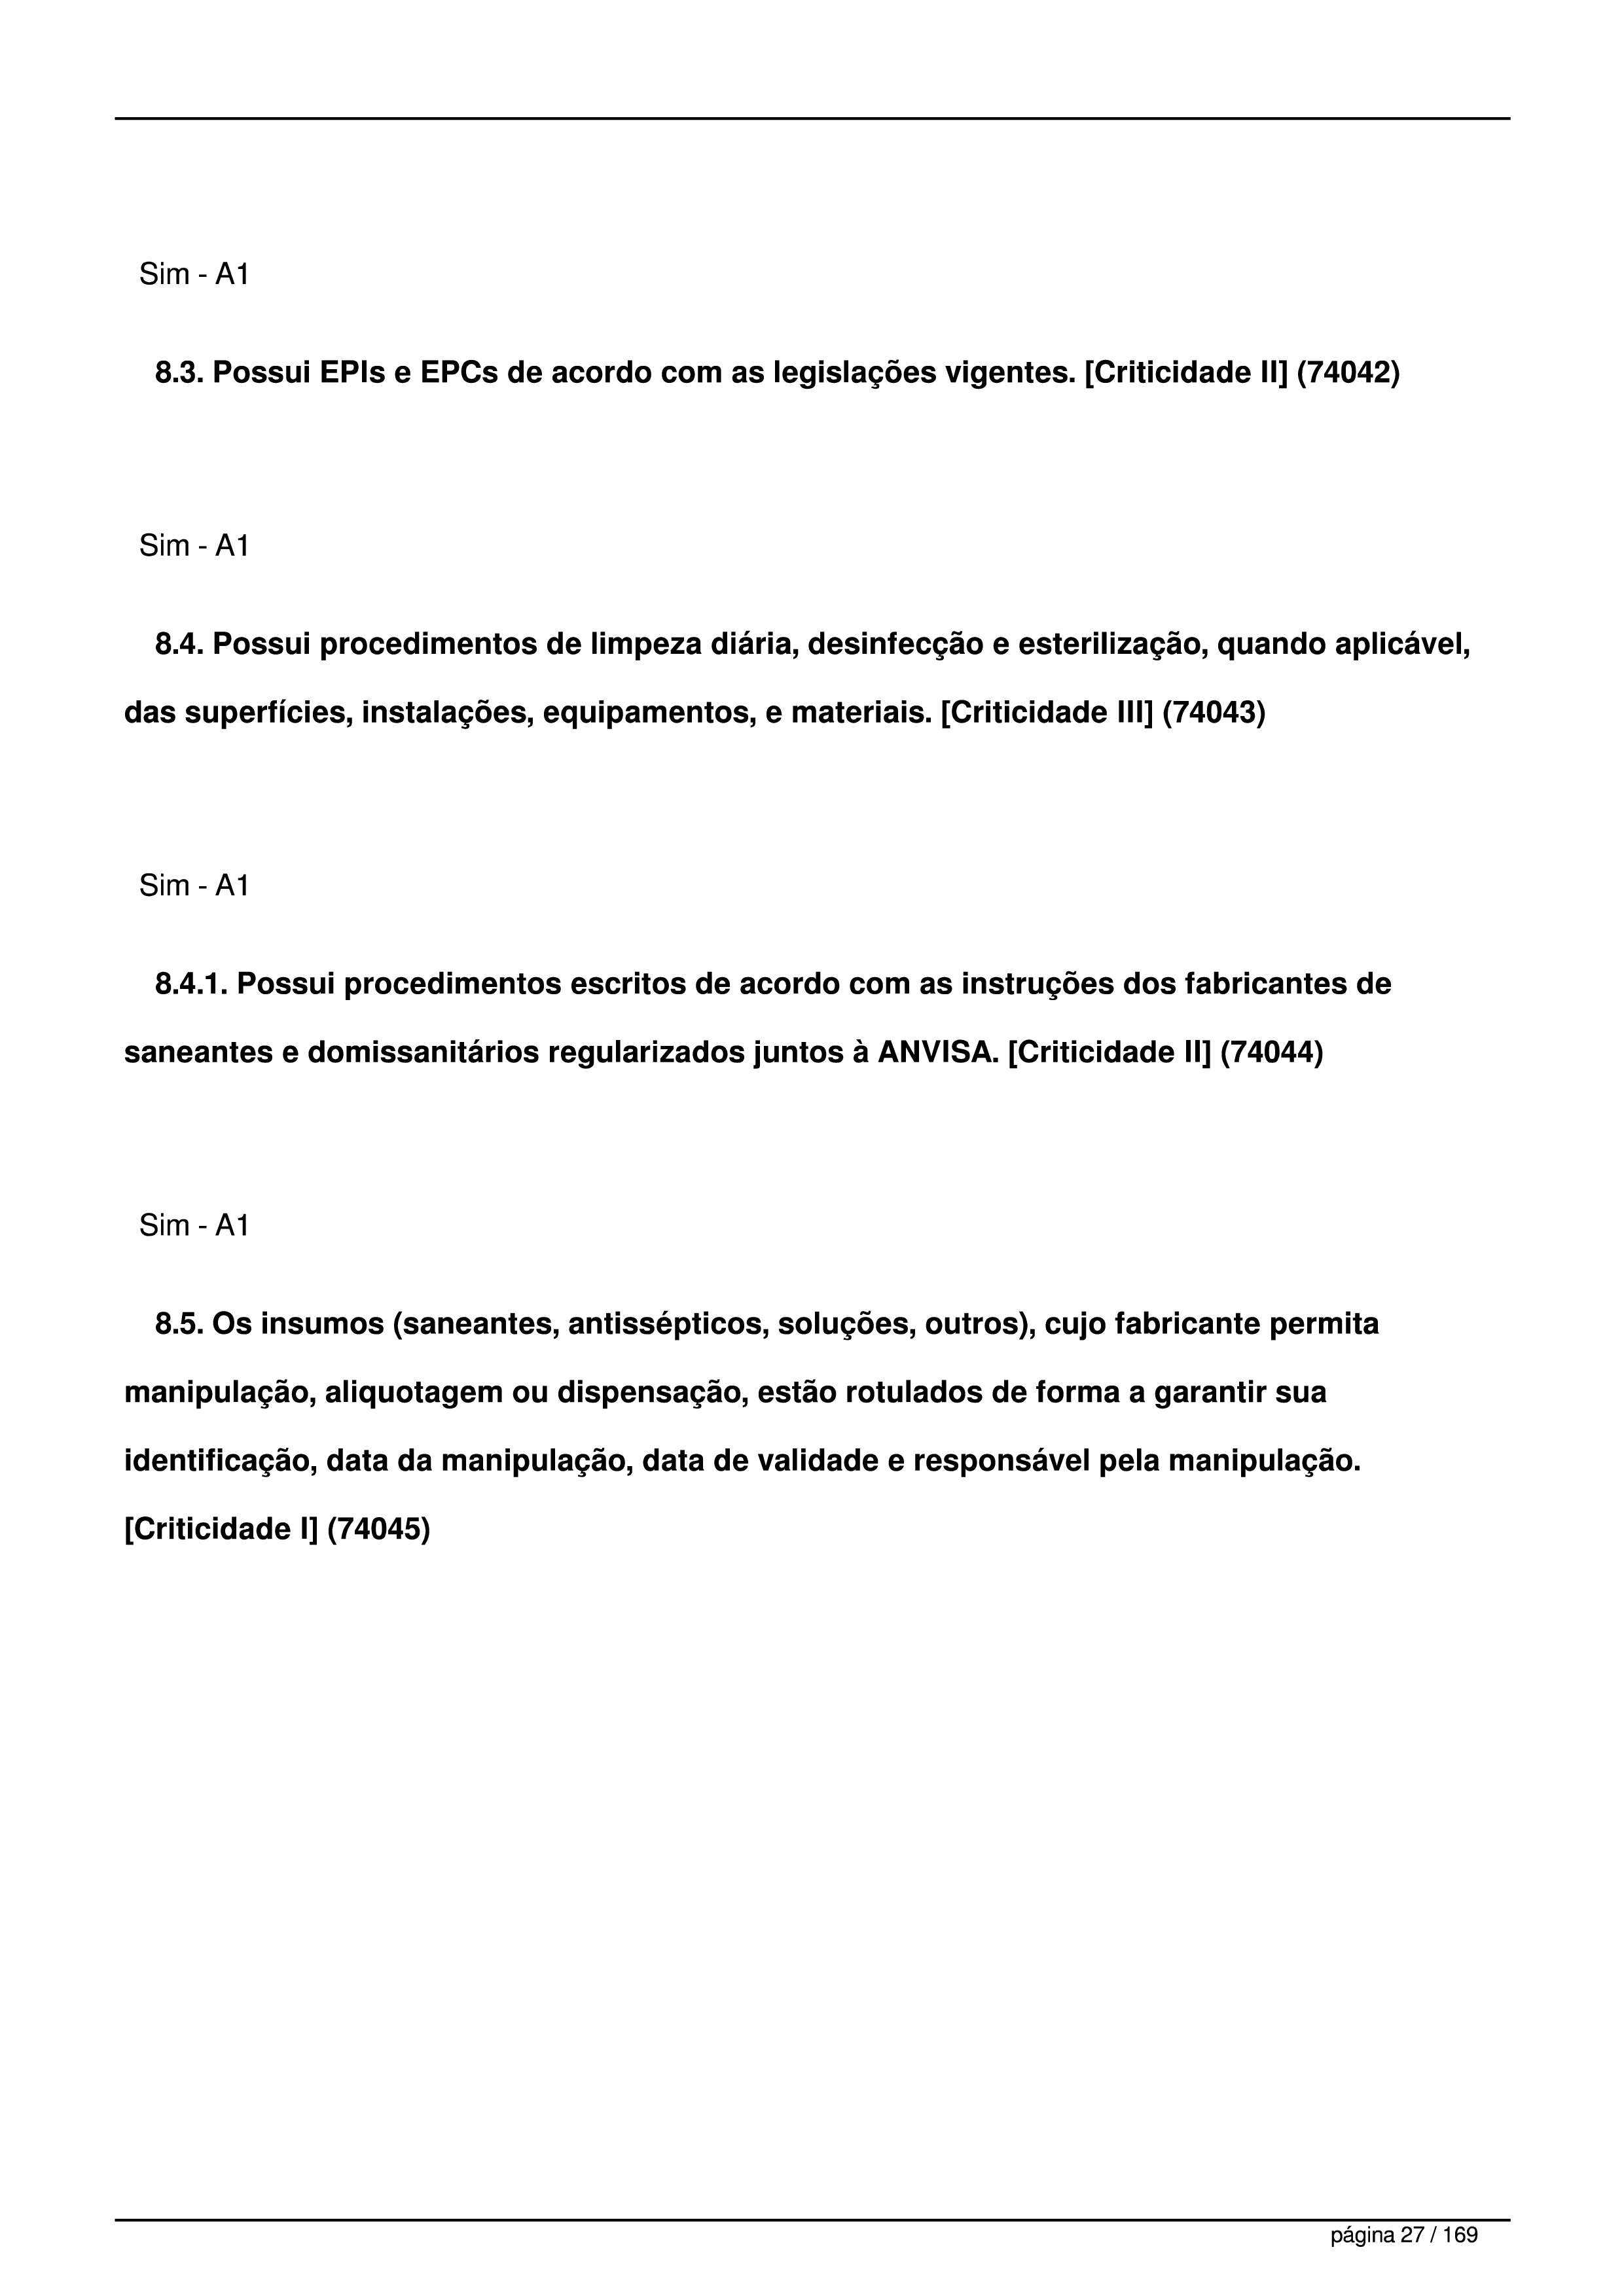 Sim - A1
8.3. Possui EPIs e EPCs de acordo com as legislações vigentes. [Criticidade II] (74042)
Sim - A1
8.4. Possui procedimentos de limpeza diária, desinfecção e esterilização, quando aplicável,
das superfícies, instalações, equipamentos, e materiais. [Criticidade III] (74043)
Sim - A1
8.4.1. Possui procedimentos escritos de acordo com as instruções dos fabricantes de
saneantes e domissanitários regularizados juntos à ANVISA. [Criticidade II] (74044)
Sim - A1
8.5. Os insumos (saneantes, antissépticos, soluções, outros), cujo fabricante permita
manipulação, aliquotagem ou dispensação, estão rotulados de forma a garantir sua
identificação, data da manipulação, data de validade e responsável pela manipulação.
[Criticidade I] (74045)
página 27 / 169